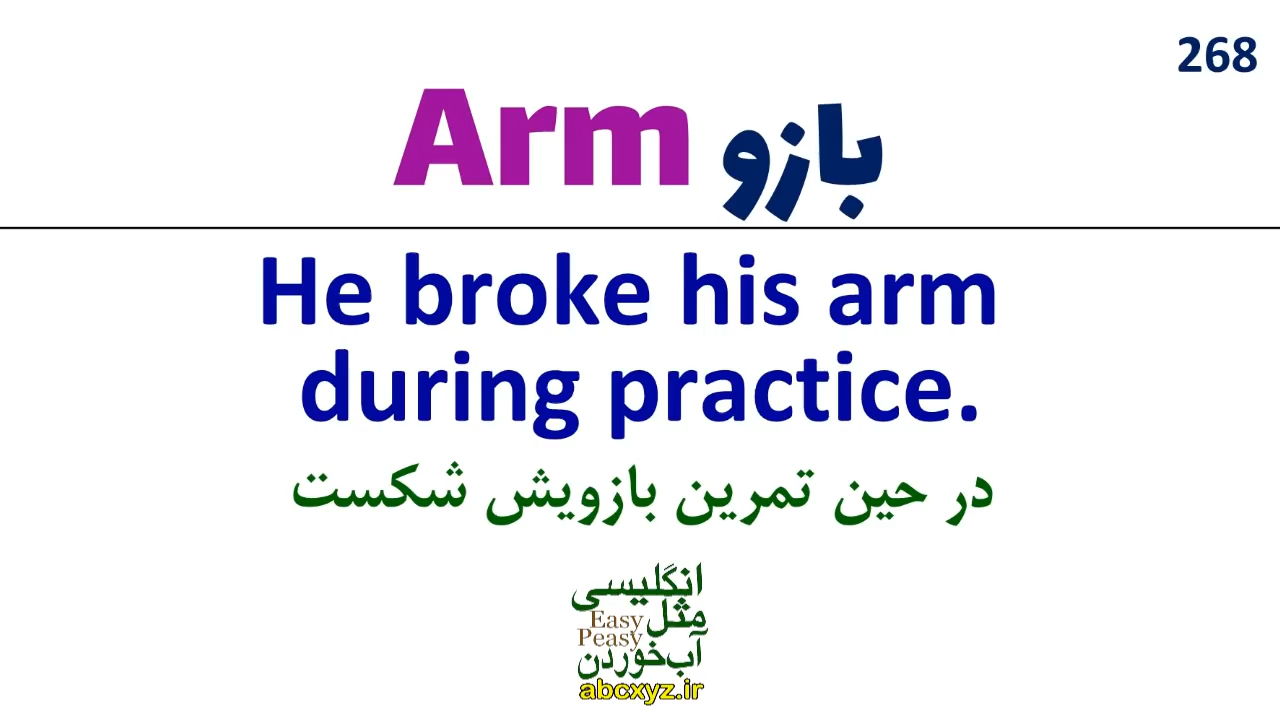 268
Arm بازو
He broke his arm
during practice.
در حین تمرین بازویش شکست
انگلیسی
مثل
Easy
Peasy
آب‌خوردن
abcxyz.ir